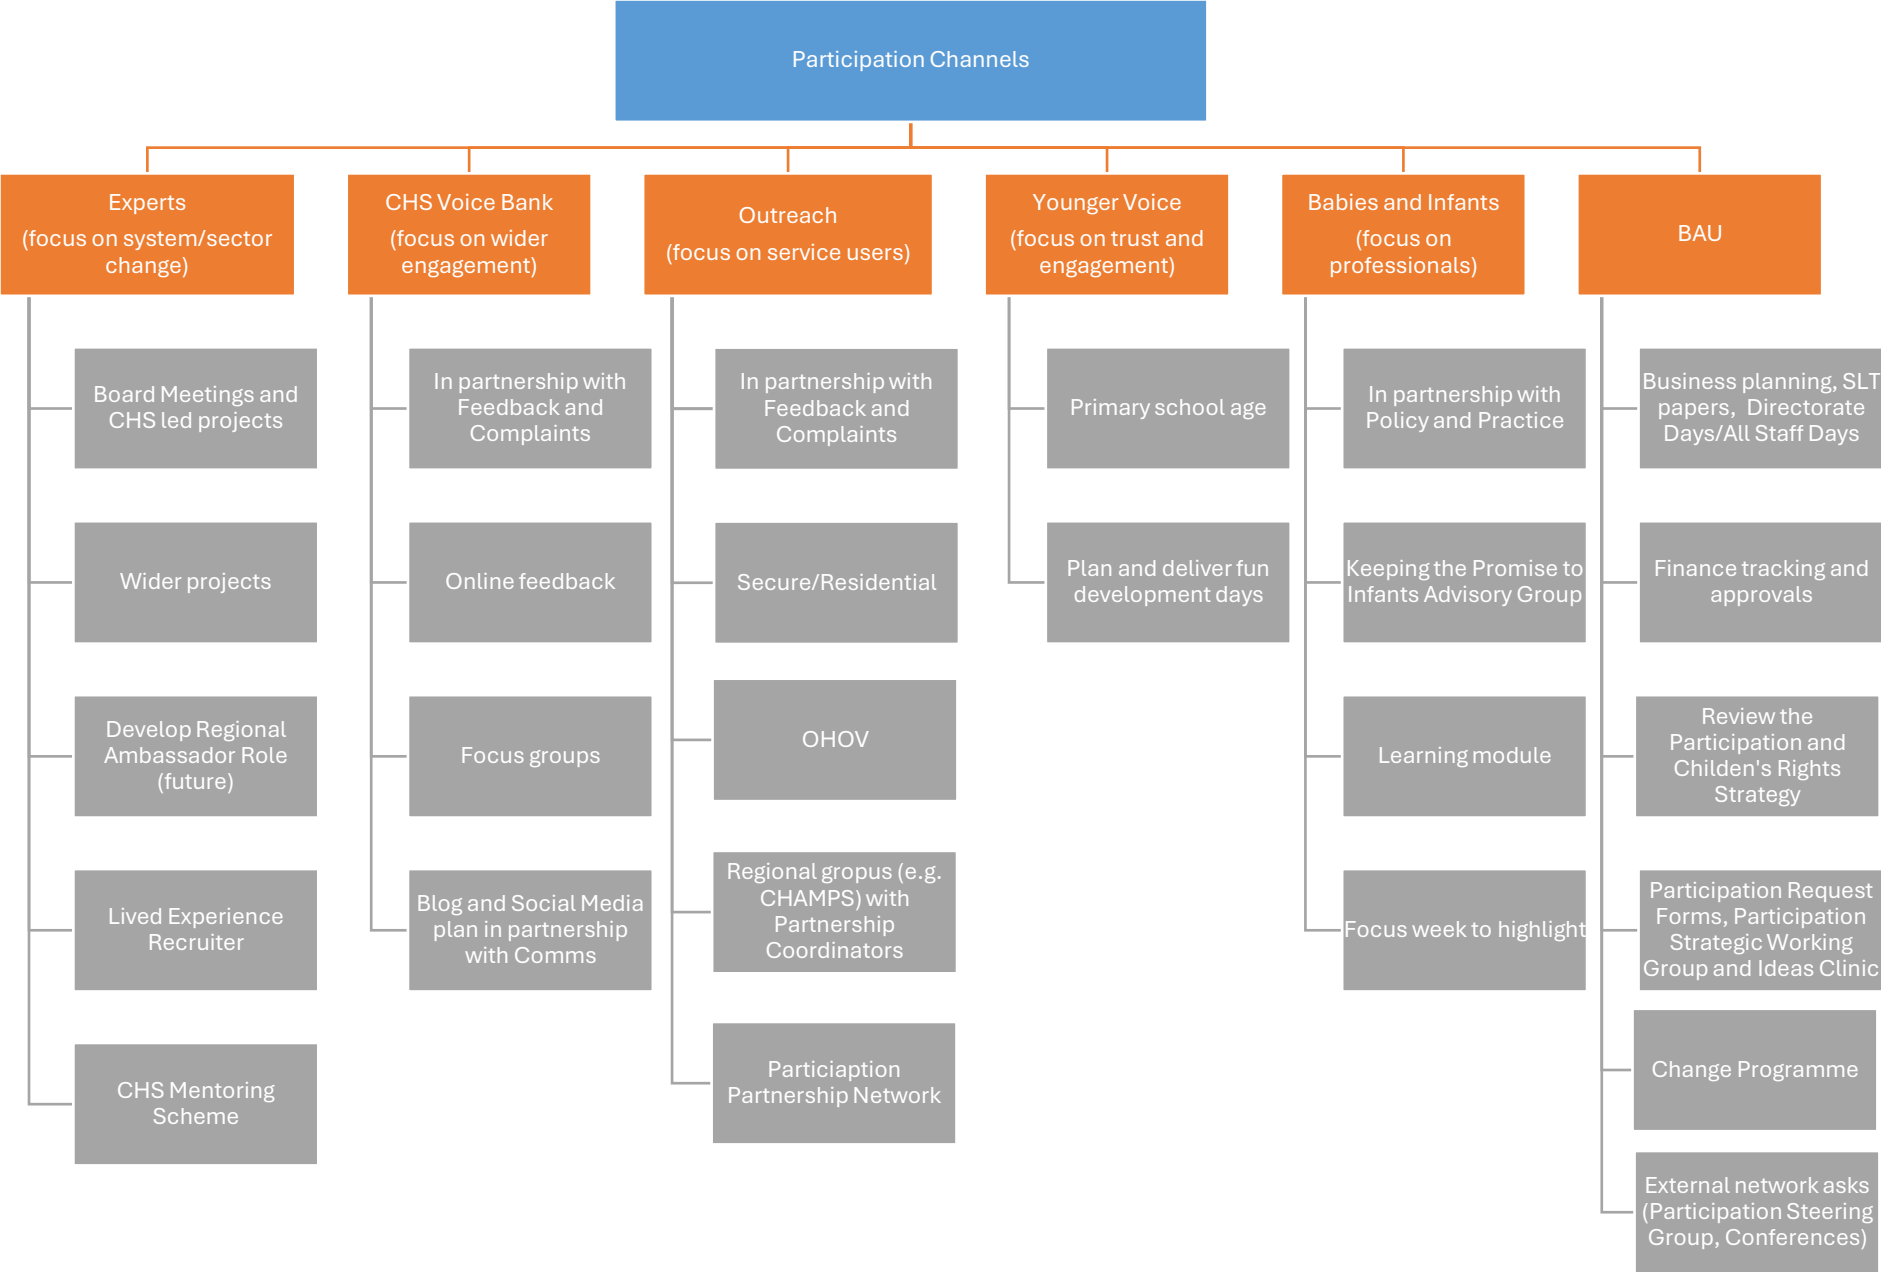 Participation Channels
Experts
(focus on system/sector
change)
Board Meetings and
CHS led projects
Wider projects
Develop Regional
Ambassador Role
(future)
Lived Experience
Recruiter
CHS Mentoring
Scheme
CHS Voice Bank
(focus on wider
engagement)
In partnership with
Feedback and
Complaints
Online feedback
Focus groups
Blog and Social Media
plan in partnership
with Comms
Outreach
(focus on service users)
In partnership with
Feedback and
Complaints
Secure/Residential
OHOV
Regional gropus (e.g.
CHAMPS) with
Partnership
Coordinators
Particiaption
Partnership Network
Younger Voice
(focus on trust and
engagement)
Primary school age
Plan and deliver fun
development days
Babies and Infants
(focus on
professionals)
In partnership with
Policy and Practice
Keeping the Promise to
Infants Advisory Group
Learning module
Focus week to highlight
BAU
Business planning, SLT
papers, Directorate
Days/All Staff Days
Finance tracking and
approvals
Review the
Participation and
Childen's Rights
Strategy
Participation Request
Forms, Participation
Strategic Working
Group and Ideas Clinic
Change Programme
External network asks
(Participation Steering
Group, Conferences)